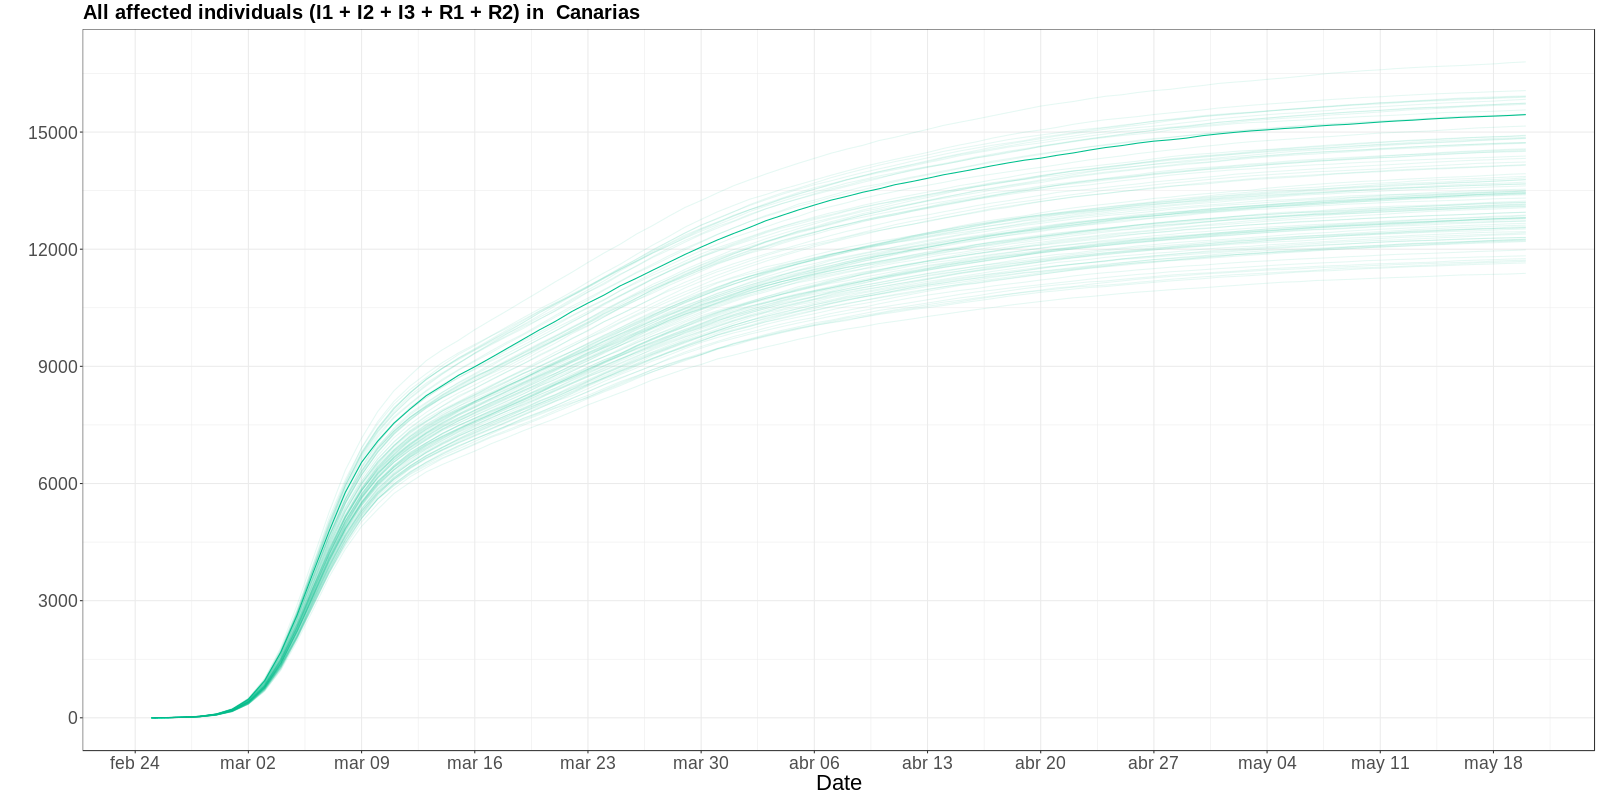 All affected individuals (I1 + I2 + I3 + R1 + R2) in  Canarias
15000
12000
9000
6000
3000
0
feb 24 mar 02 mar 09 mar 16 mar 23 mar 30 abr 06 abr 13 abr 20 abr 27 may 04 may 11 may 18
Date